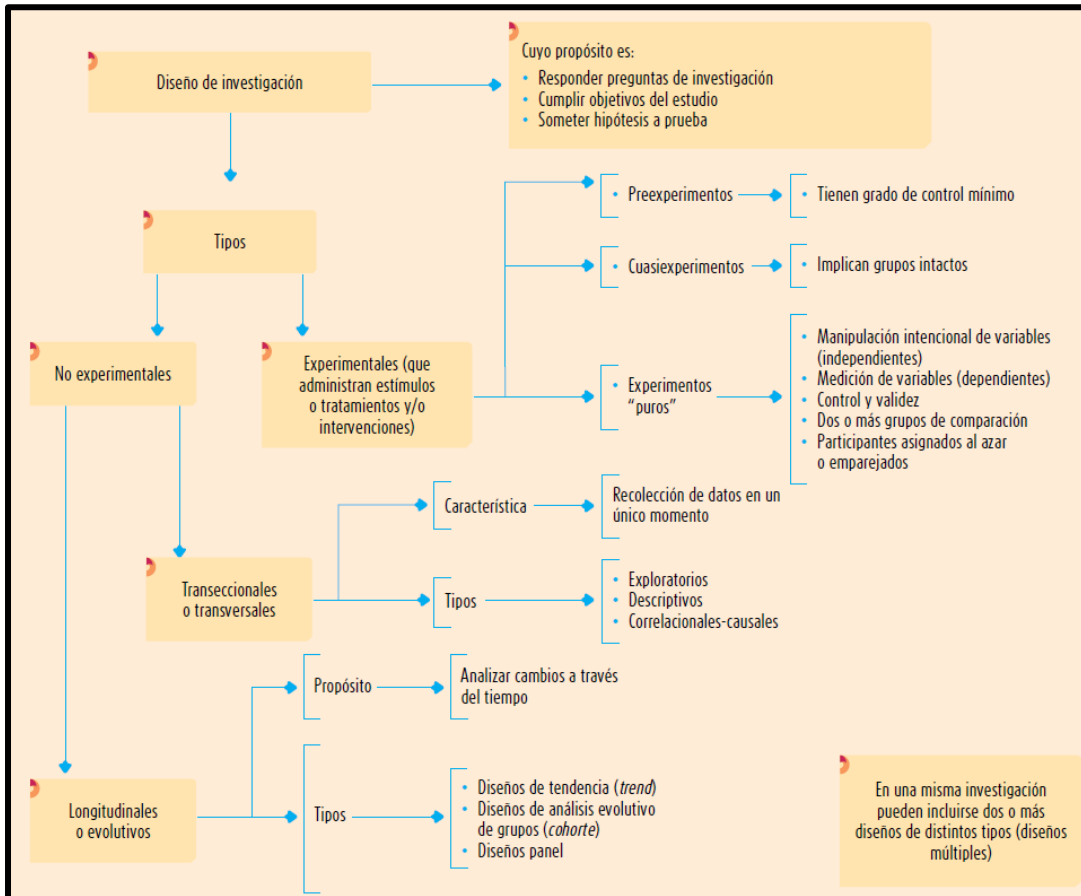 Diseño de investigación
Cuyo propósito es:
• Responder preguntas de investigación
• Cumplir objetivos del estudio
• Someter hipótesis a prueba
Tipos
• Preexperimentos
• Tienen grado de control mínimo
• Cuasiexperimentos
• Implican grupos intactos
No experimentales
Experimentales (que
administran estímulos
o tratamientos y/o
intervenciones)
• Experimentos
“puros”
• Manipulación intencional de variables
(independientes)
• Medición de variables (dependientes)
• Control y validez
• Dos o más grupos de comparación
• Participantes asignados al azar
o emparejados
Transeccionales
o transversales
Característica
Recolección de datos en un
único momento
Tipos
• Exploratorios
• Descriptivos
• Correlacionales-causales
Longitudinales
o evolutivos
Propósito
Analizar cambios a través
del tiempo
Tipos
• Diseños de tendencia (trend)
• Diseños de análisis evolutivo
de grupos (cohorte)
• Diseños panel
En una misma investigación
pueden incluirse dos o más
diseños de distintos tipos (diseños
múltiples)